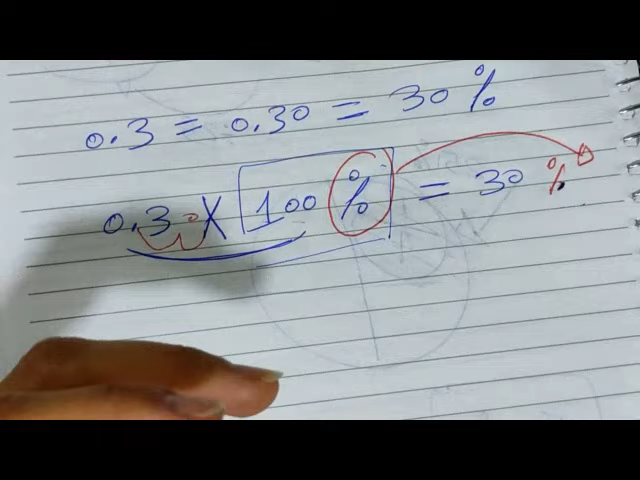 0.3 = 0.30 = 30 %
0.30 X 100 % = 30 %